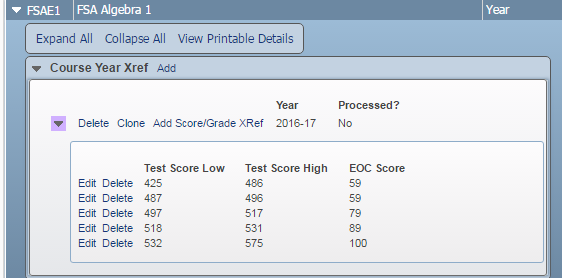 FSAE1 FSA Algebra 1 Year
Expand All Collapse All View Printable Details
Course Year Xref Add
Year Processed?
Delete Clone Add Score/Grade XRef 2016-17 No
Test Score Low Test Score High EOC Score
Edit Delete 425 486 59
Edit Delete 487 496 59
Edit Delete 497 517 79
Edit Delete 518 531 89
Edit Delete 532 575 100